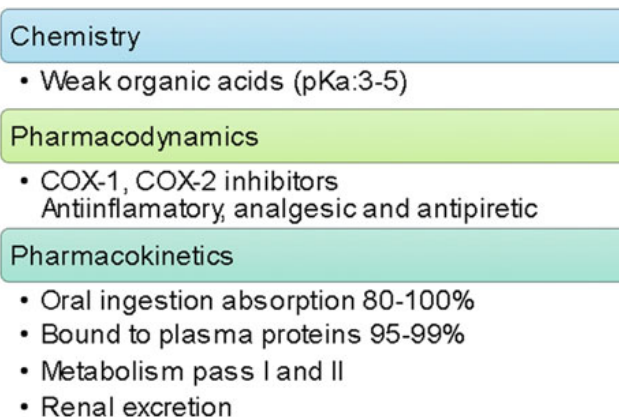 Chemistry
• Weak organic acids (pKa:3-5)
Pharmacodynamics
• COX-1, COX-2 inhibitors
Antiinflamatory, analgesic and antipiretic
Pharmacokinetics
• Oral ingestion absorption 80-100%
• Bound to plasma proteins 95-99%
• Metabolism pass I and II
• Renal excretion